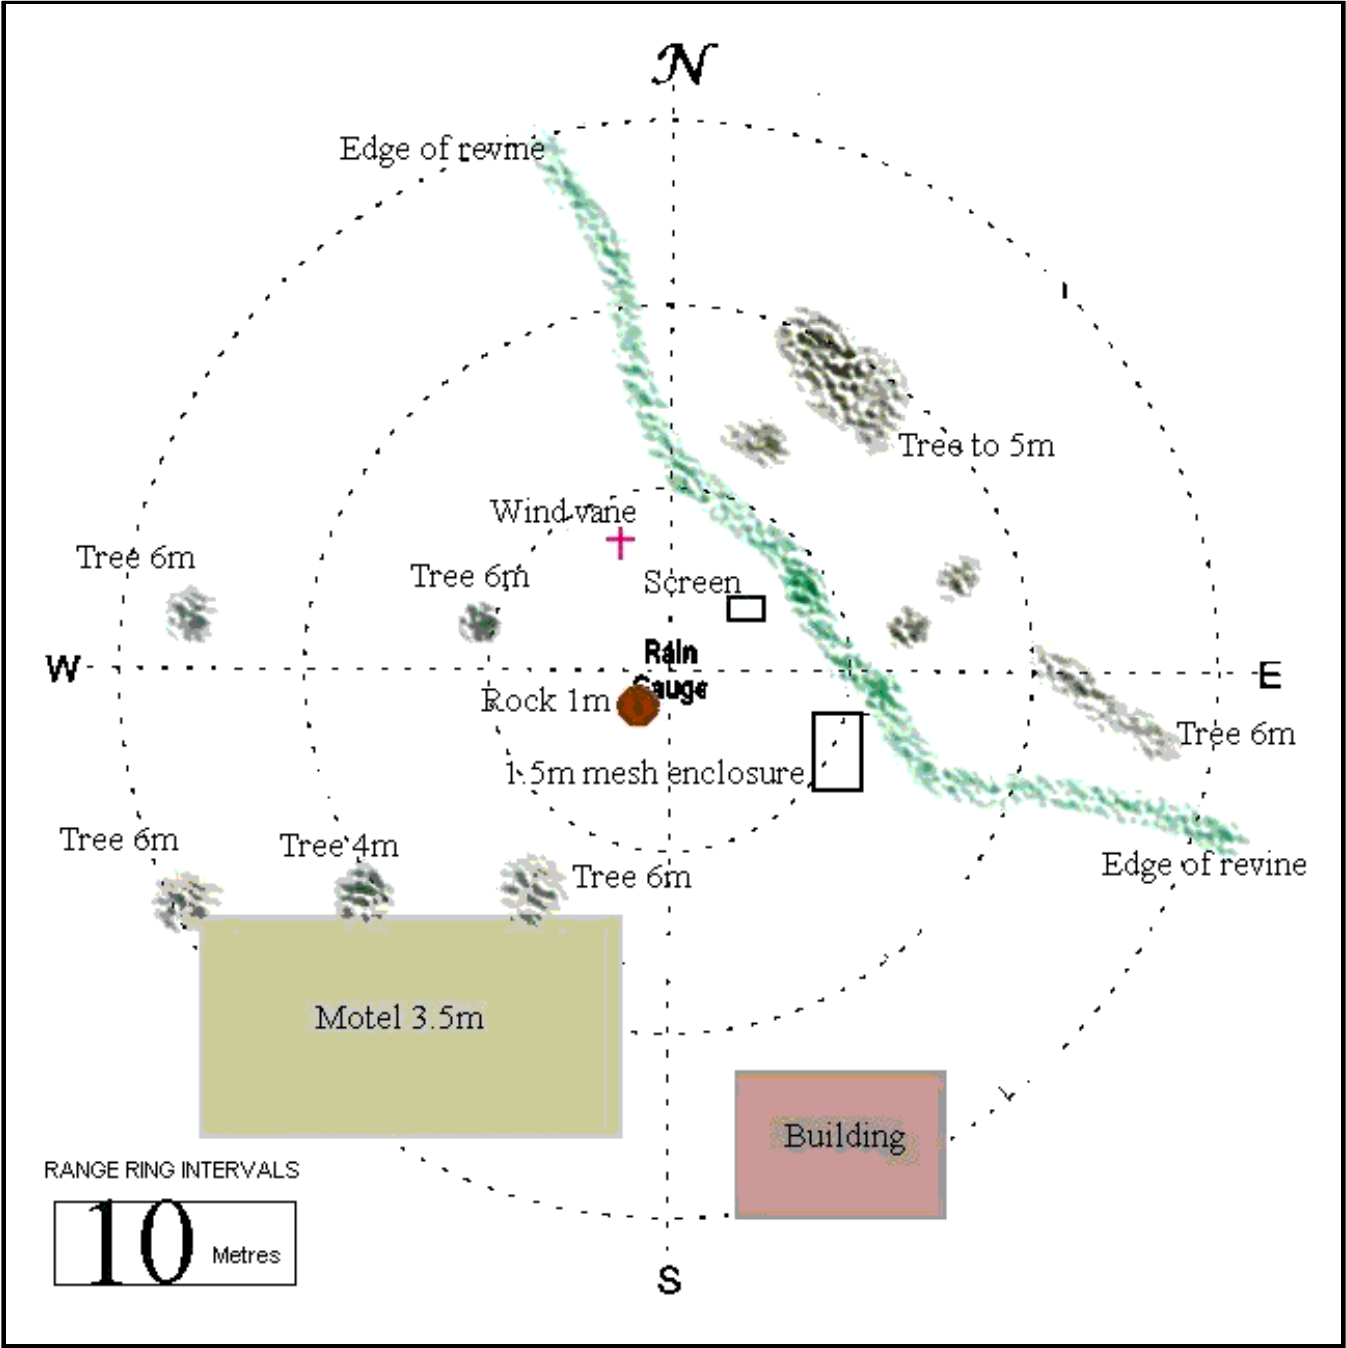 N
Edge of revine
Tree to 5m
Wind vane
Tree 6m
Tree 6m
Screen
Rain
Gauge
W
E
Rock 1m
Tree 6m
1.5m mesh enclosure
Tree 6m
Tree 4m
Tree 6m
Edge of revine
Motel 3.5m
Building
RANGE RING INTERVALS
10 Metres
S